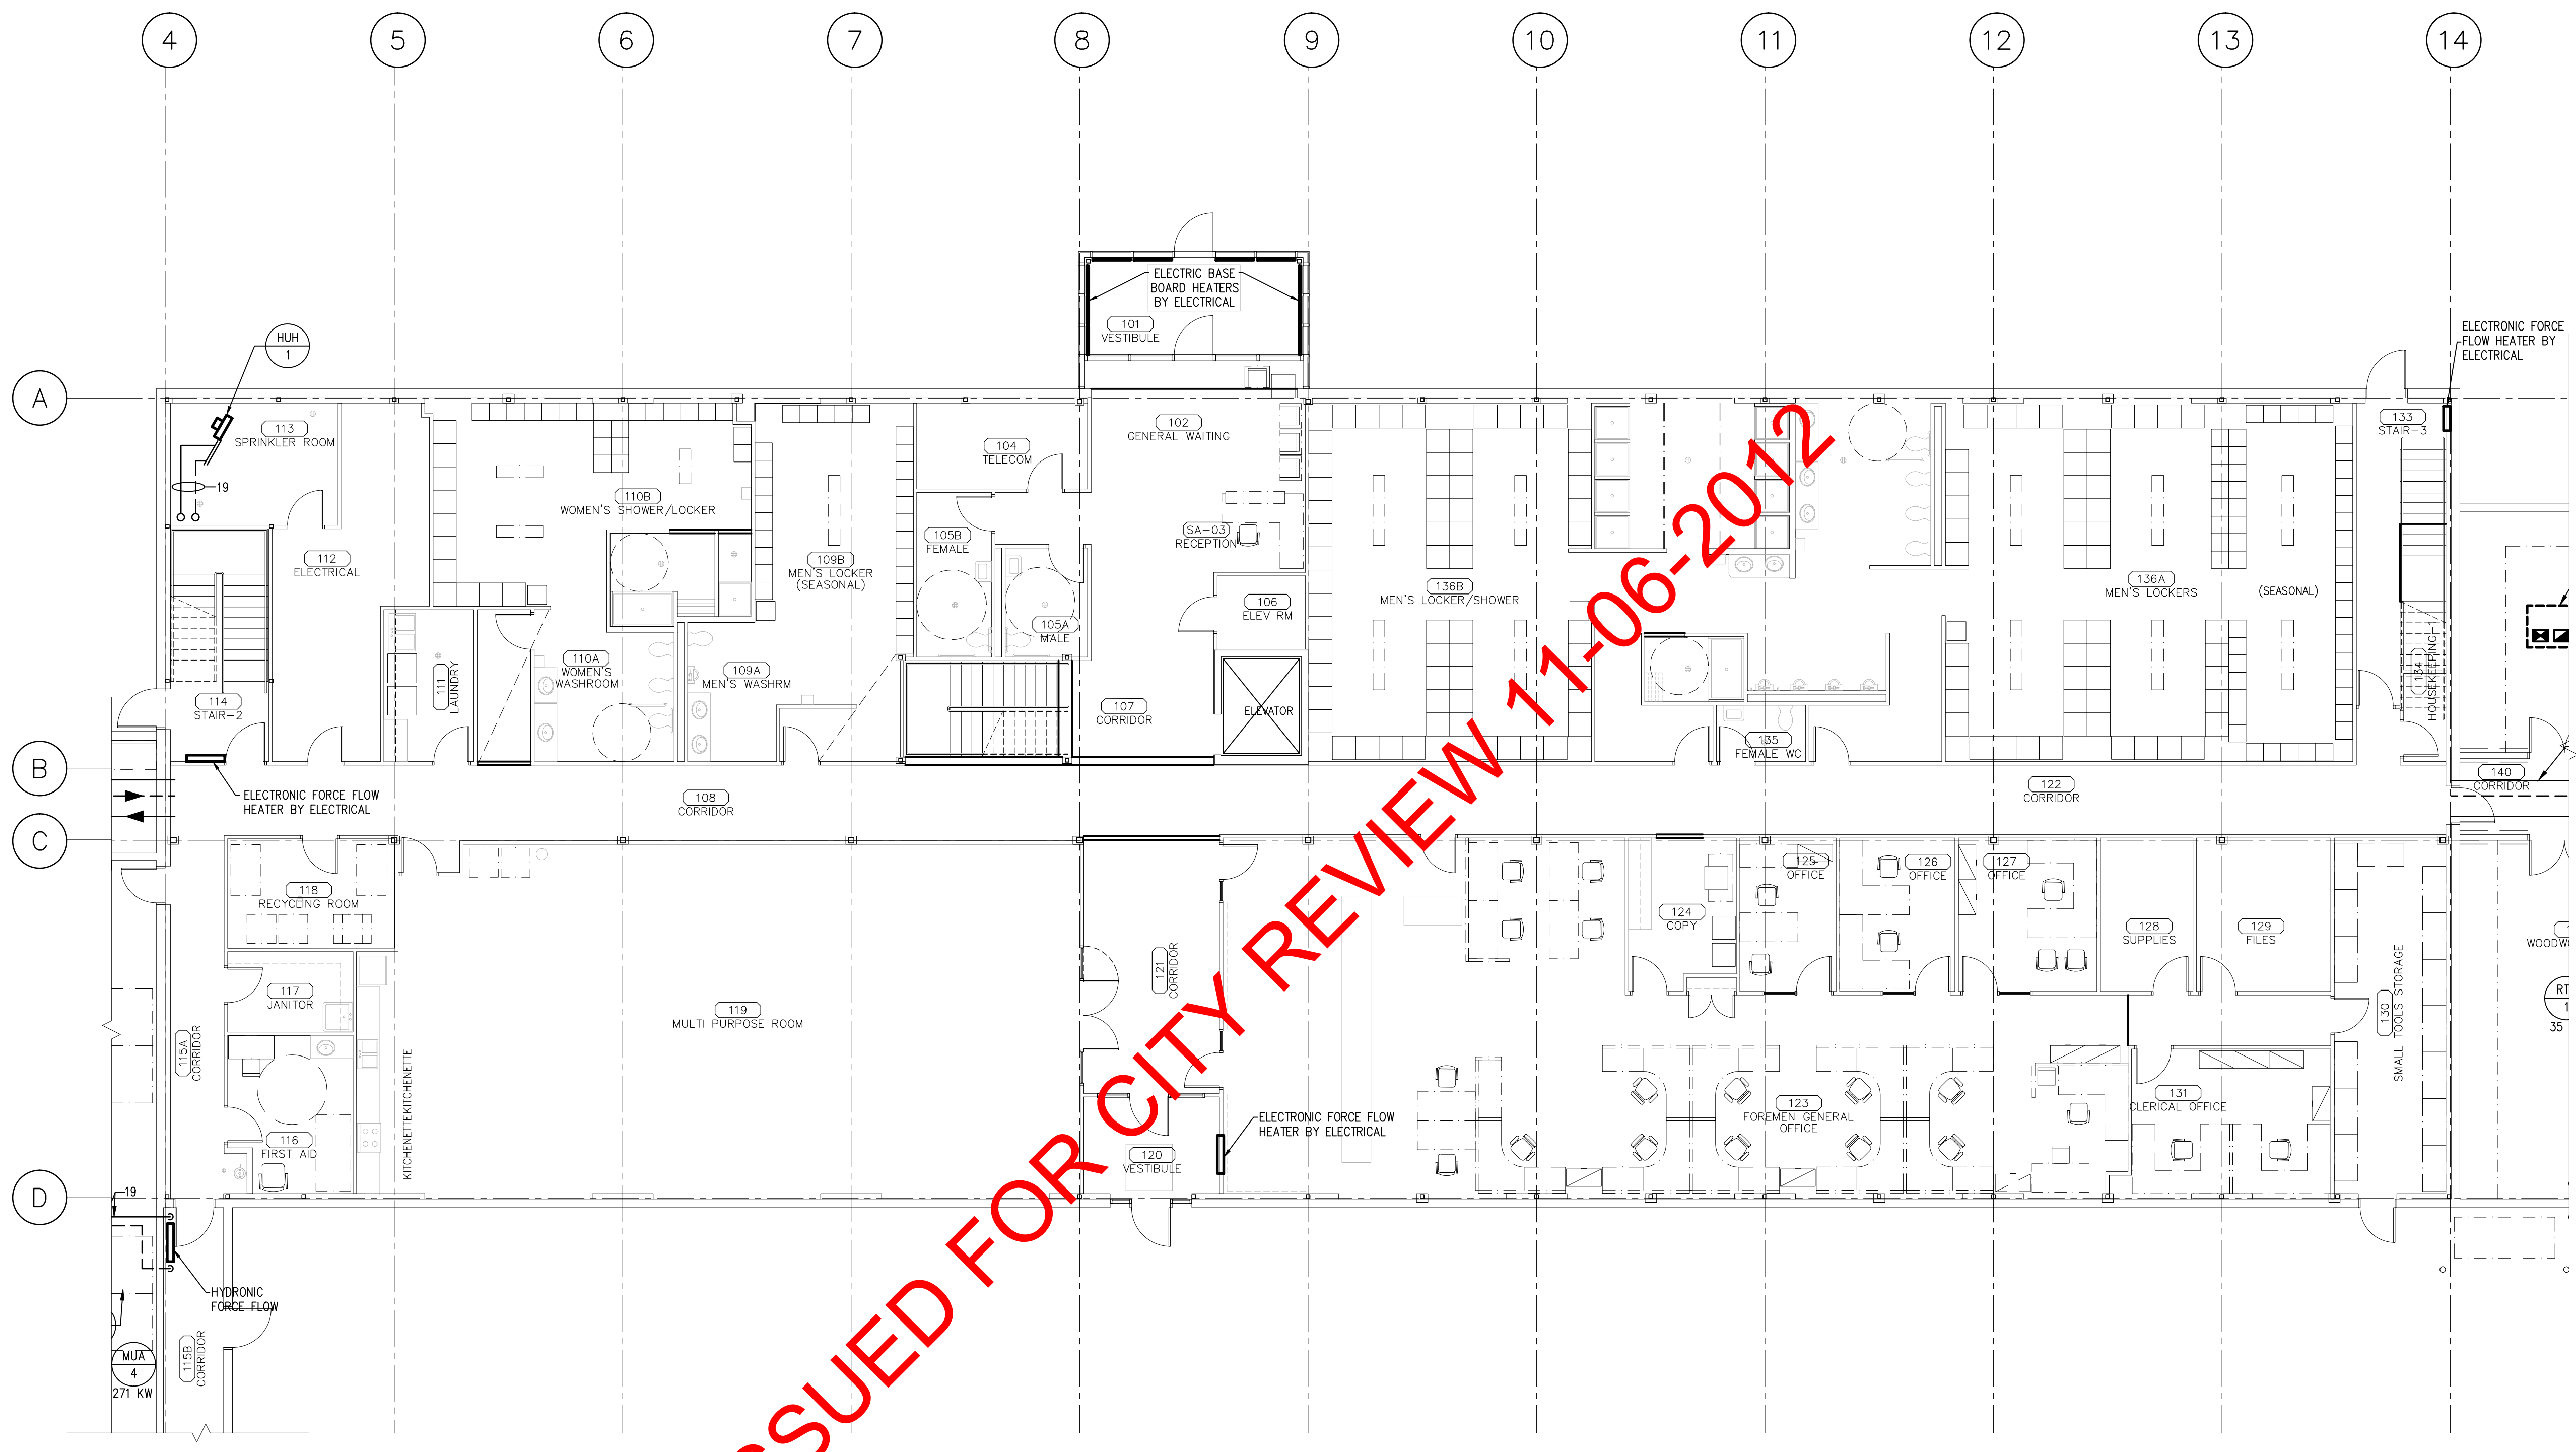 4
5
6
7
8
9
10
11
12
13
14
ELECTRIC BASE
BOARD HEATERS
BY ELECTRICAL
101
VESTIBULE
HUH
1
ELECTRONIC FORCE
FLOW HEATER BY
ELECTRICAL
A
113
SPRINKLER ROOM
19
112
ELECTRICAL
114
STAIR-2
111
LAUNDRY
110B
WOMEN'S SHOWER/LOCKER
110A
WOMEN'S
WASHROOM
109B
MEN'S LOCKER
(SEASONAL)
109A
MEN'S WASHRM
104
TELECOM
105B
FEMALE
105A
MALE
102
GENERAL WAITING
SA-03
RECEPTION
106
ELEV RM
107
CORRIDOR
ELEVATOR
136B
MEN'S LOCKER/SHOWER
135
FEMALE WC
136A
MEN'S LOCKERS
(SEASONAL)
133
STAIR-3
134
HOUSEKEEPING-1
B
ELECTRONIC FORCE FLOW
HEATER BY ELECTRICAL
108
CORRIDOR
122
CORRIDOR
140
CORRIDOR
C
118
RECYCLING ROOM
117
JANITOR
115A
CORRIDOR
116
FIRST AID
KITCHENETTEKITCHENETTE
119
MULTI PURPOSE ROOM
121
CORRIDOR
120
VESTIBULE
ELECTRONIC FORCE FLOW
HEATER BY ELECTRICAL
124
COPY
125
OFFICE
126
OFFICE
127
OFFICE
128
SUPPLIES
129
FILES
130
SMALL TOOLS STORAGE
123
FOREMEN GENERAL
OFFICE
131
CLERICAL OFFICE
WOODW
RT
1
35
D
19
HYDRONIC
FORCE FLOW
115B
CORRIDOR
MUA
4
271 KW
SSUED FOR CITY REVIEW 11-06-2012